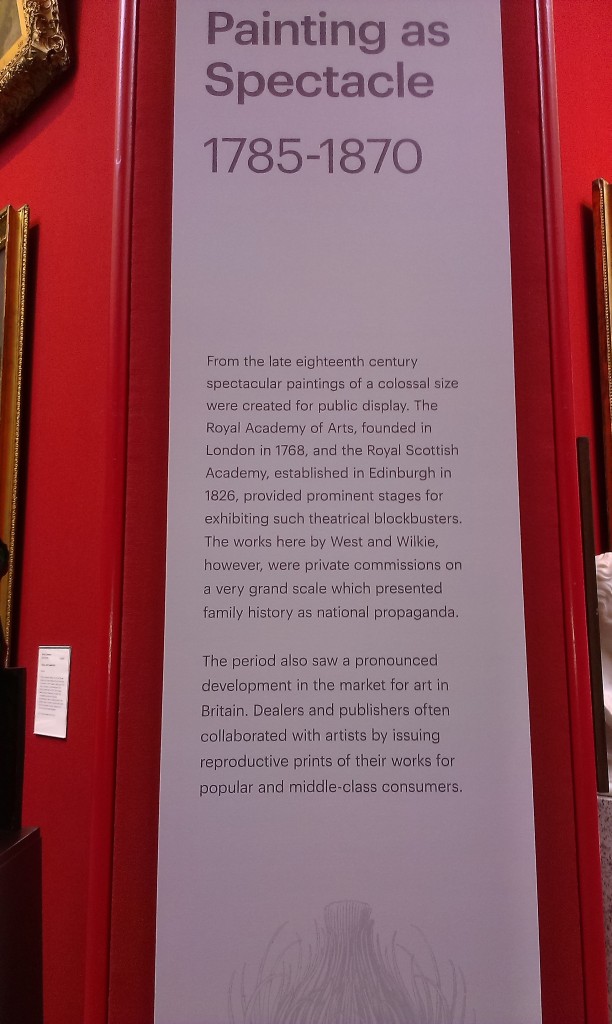 Painting as
Spectacle
1785-1870
From the late eighteenth century
spectacular paintings of a colossal size
were created for public display. The
Royal Academy of Arts, founded in
London in 1768, and the Royal Scottish
Academy, established in Edinburgh in
1826, provided prominent stages for
exhibiting such theatrical blockbusters.
The works here by West and Wilkie,
however, were private commissions on
a very grand scale which presented
family history as national propaganda.
The period also saw a pronounced
development in the market for art in
Britain. Dealers and publishers often
collaborated with artists by issuing
reproductive prints of their works for
popular and middle-class consumers.